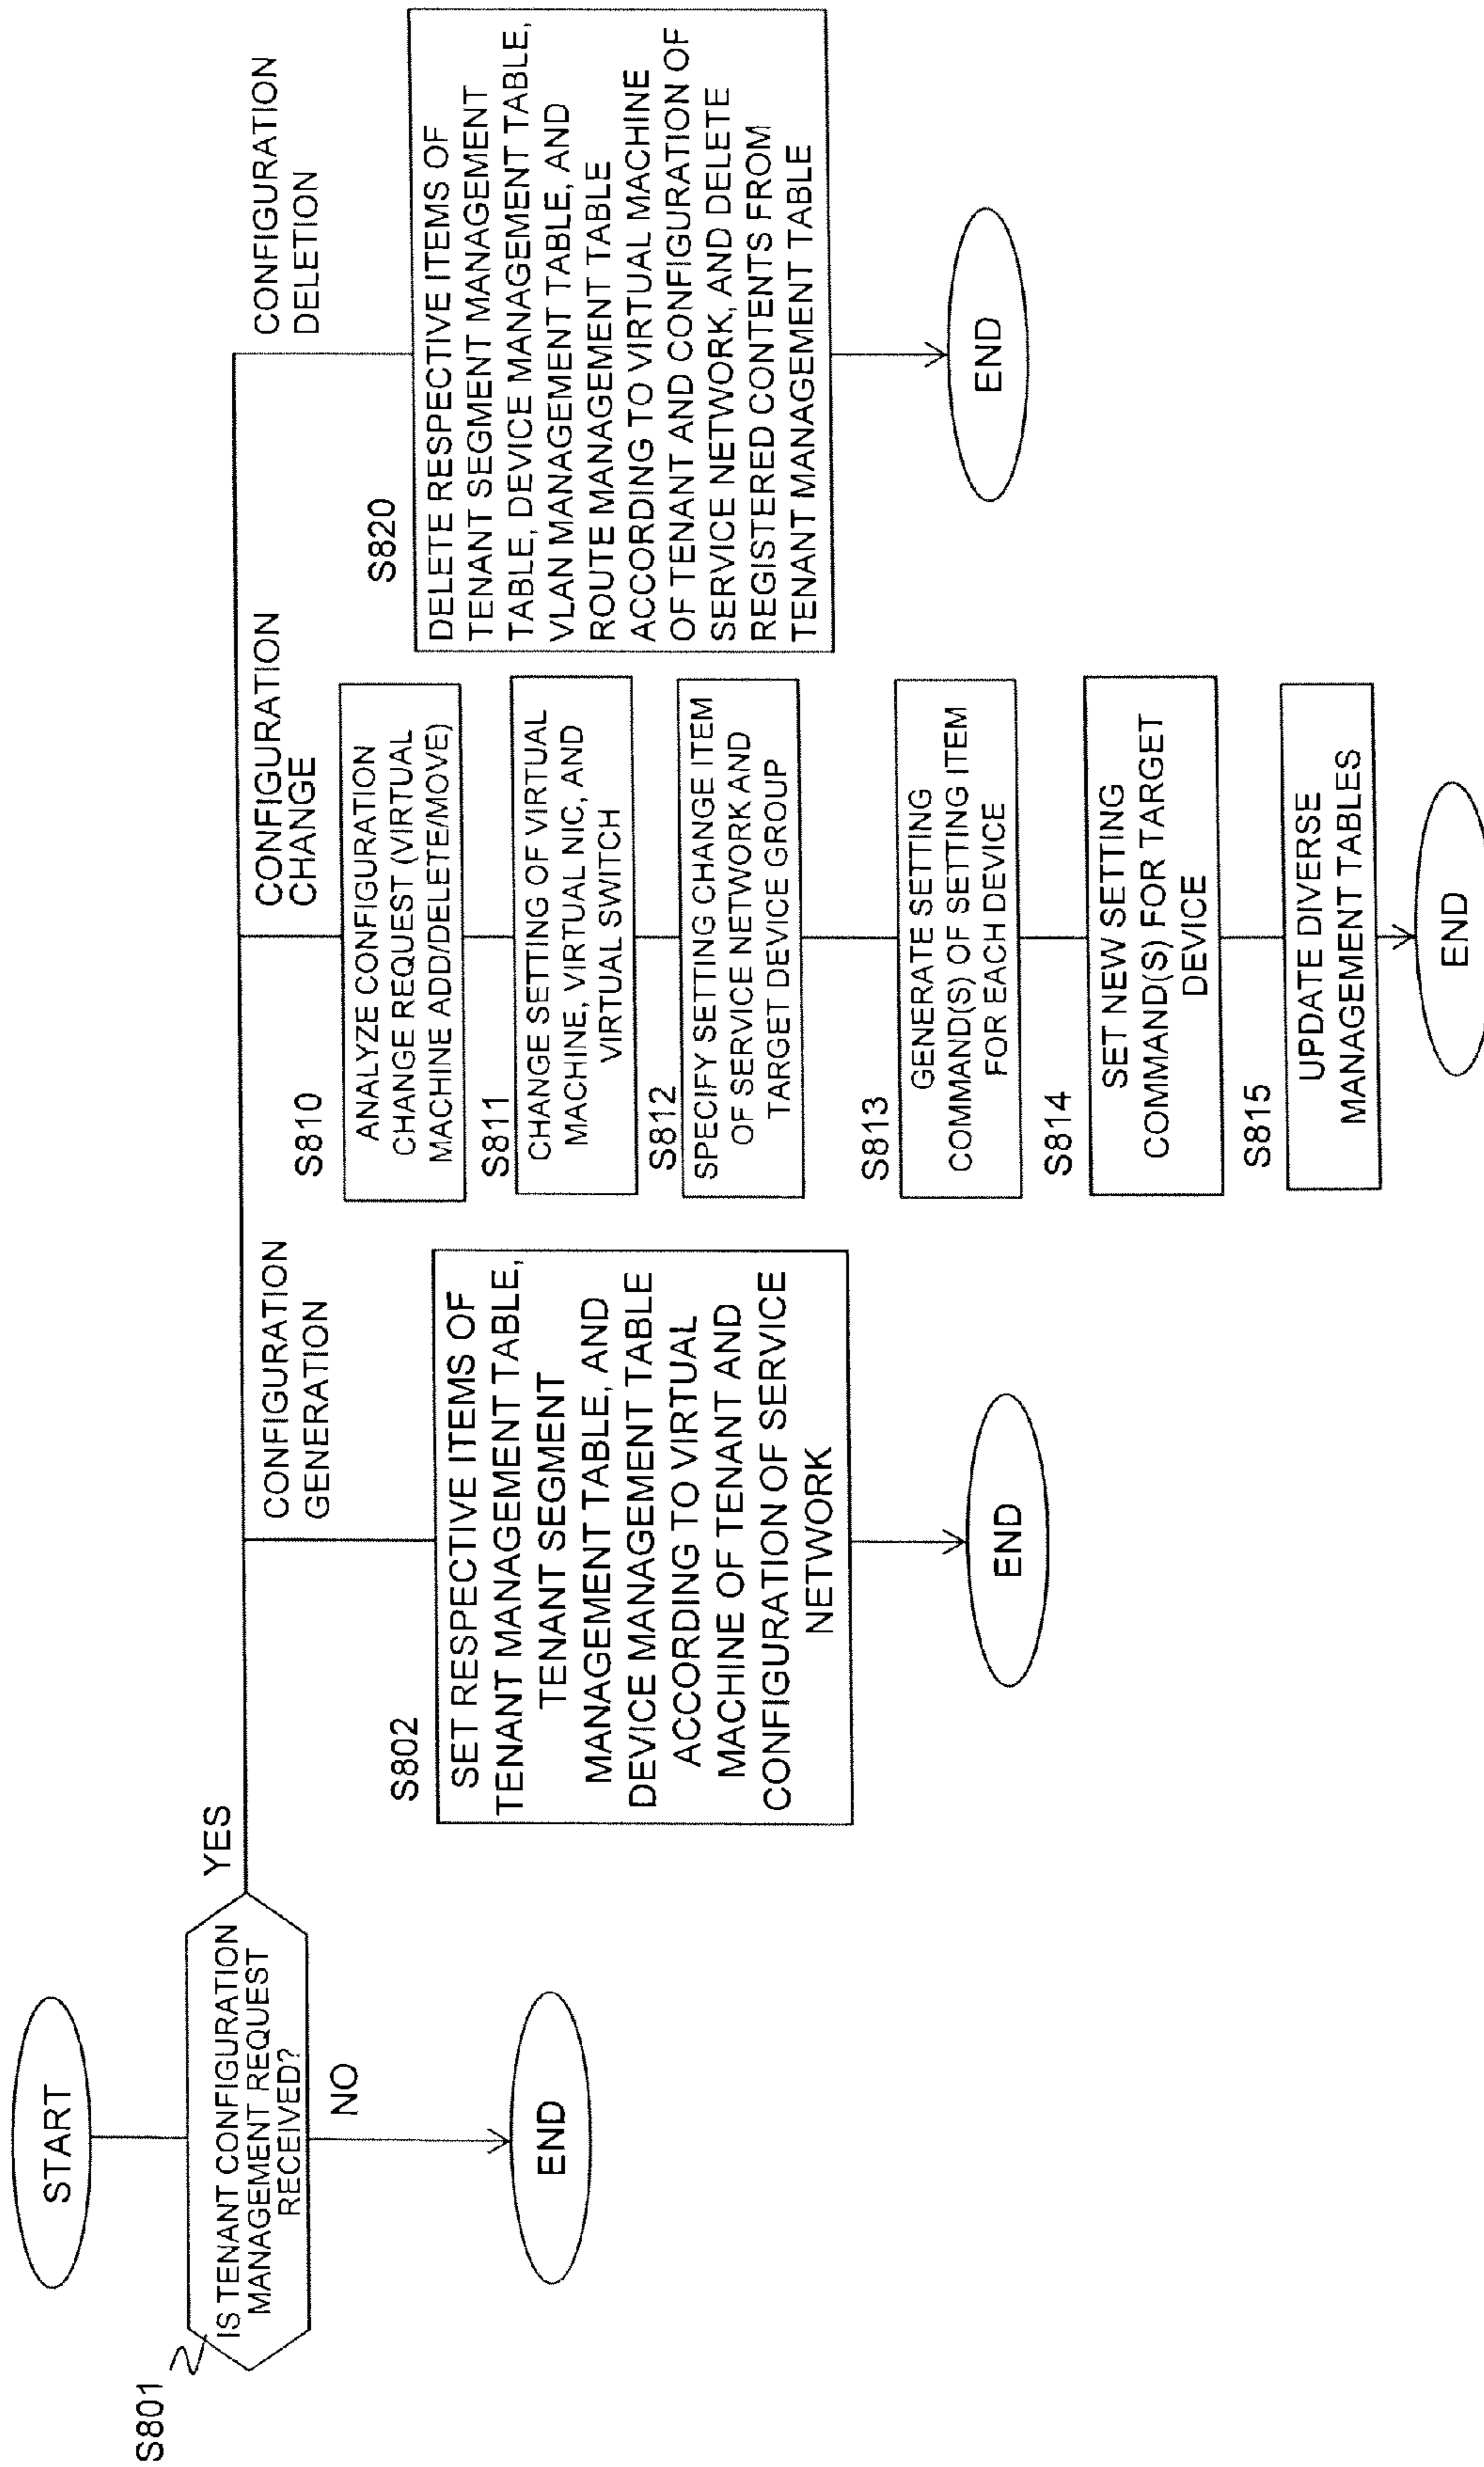 START
S801
IS TENANT CONFIGURATION
MANAGEMENT REQUEST
RECEIVED?
YES
NO
END
CONFIGURATION
GENERATION
S802
SET RESPECTIVE ITEMS OF
TENANT MANAGEMENT TABLE,
TENANT SEGMENT
MANAGEMENT TABLE, AND
DEVICE MANAGEMENT TABLE
ACCORDING TO VIRTUAL
MACHINE OF TENANT AND
CONFIGURATION OF SERVICE
NETWORK
END
CONFIGURATION
CHANGE
S810
ANALYZE CONFIGURATION
CHANGE REQUEST (VIRTUAL
MACHINE ADD/DELETE/MOVE)
S811
CHANGE SETTING OF VIRTUAL
MACHINE, VIRTUAL NIC, AND
VIRTUAL SWITCH
S812
SPECIFY SETTING CHANGE ITEM
OF SERVICE NETWORK AND
TARGET DEVICE GROUP
S813
GENERATE SETTING
COMMAND(S) OF SETTING ITEM
FOR EACH DEVICE
S814
SET NEW SETTING
COMMAND(S) FOR TARGET
DEVICE
S815
UPDATE DIVERSE
MANAGEMENT TABLES
END
CONFIGURATION
DELETION
S820
DELETE RESPECTIVE ITEMS OF
TENANT SEGMENT MANAGEMENT
TABLE, DEVICE MANAGEMENT TABLE,
VLAN MANAGEMENT TABLE, AND
ROUTE MANAGEMENT TABLE
ACCORDING TO VIRTUAL MACHINE
OF TENANT AND CONFIGURATION OF
SERVICE NETWORK, AND DELETE
REGISTERED CONTENTS FROM
TENANT MANAGEMENT TABLE
END